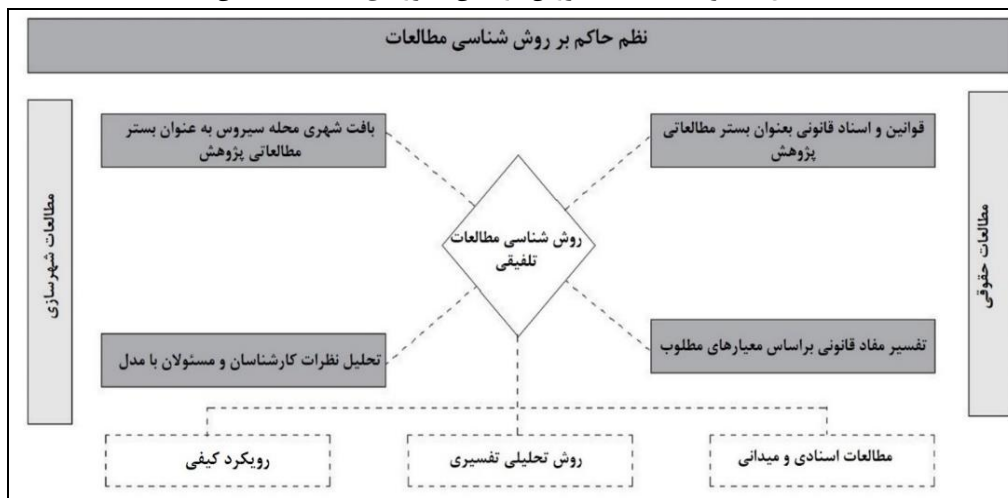 نظم حاکم بر روش شناسی مطالعات
مطالعات حقوقی
قوانین و اسناد قانونی بعنوان بستر مطالعاتی
پژوهش
بافت شهری محله سیروس به عنوان بستر
مطالعاتی پژوهش
مطالعات شهرسازی
روش شناسی مطالعات
تلفیقی
تفسیر مفاد قانونی براساس معیارهای مطلوب
تحلیل نظرات کارشناسان و مسئولان با مدل
مطالعات اسنادی و میدانی
روش تحلیلی تفسیری
رویکرد کیفی